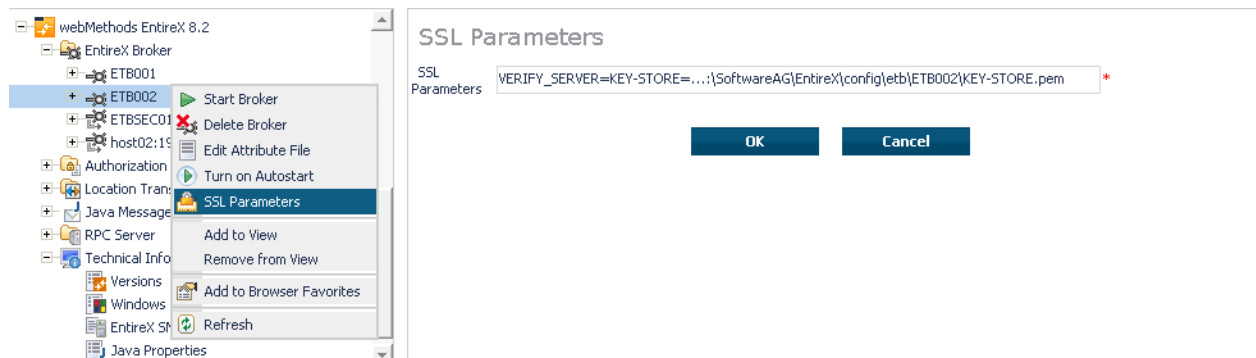 webMethods EntireX 8.2
EntireX Broker
ETB001
ETB002
ETBSEC01
host02:19
Authorization
Location Trans
Java Message
RPC Server
Technical Info
Versions
Windows
EntireX SM
Java Properties
Start Broker
Delete Broker
Edit Attribute File
Turn on Autostart
SSL Parameters
Add to View
Remove from View
Add to Browser Favorites
Refresh
SSL Parameters
SSL
Parameters
VERIFY_SERVER=KEY-STORE=...:\SoftwareAG\EntireX\config\etb\ETB002\KEY-STORE.pem *
OK
Cancel